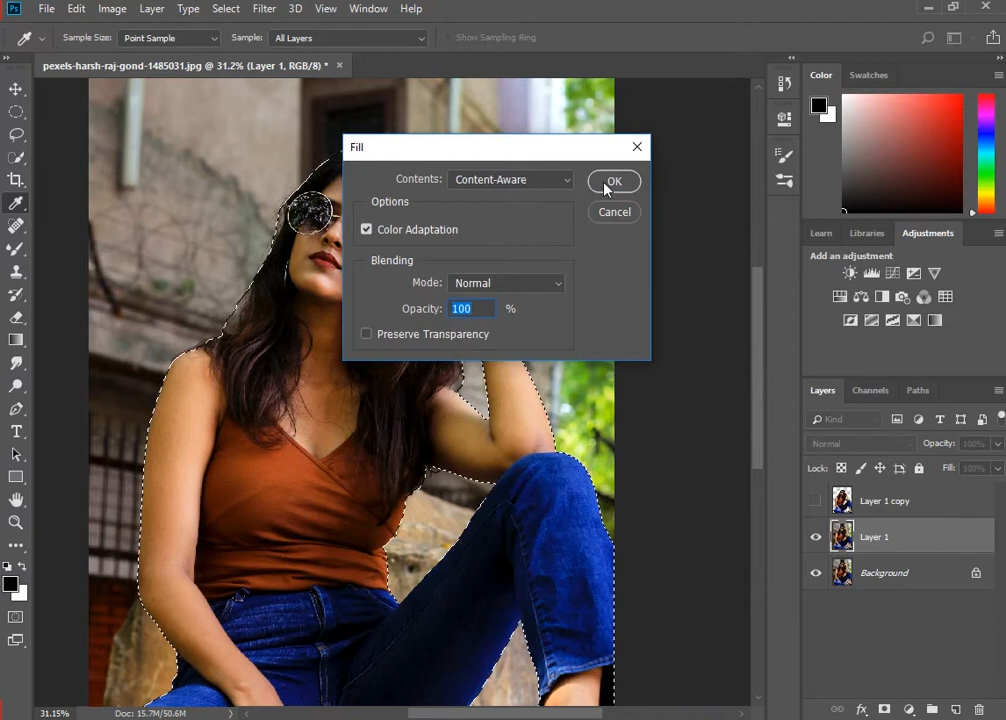 Ps File Edit Image Layer Type Select Filter 3D View Window Help
Sample Size: Point Sample Sample: All Layers Show Sampling Ring
pexels-harsh-raj-gond-1485031.jpg @ 31.2% (Layer 1, RGB/8) *
Color Swatches
Fill
Contents: Content-Aware OK
Options Cancel
Color Adaptation
Learn Libraries Adjustments
Add an adjustment
Blending
Mode: Normal
Opacity: 100 %
Preserve Transparency
Layers Channels Paths
Kind
Normal Opacity: 100%
Lock: Fill: 100%
Layer 1 copy
Layer 1
Background
31.15% Doc: 15.7M/50.6M